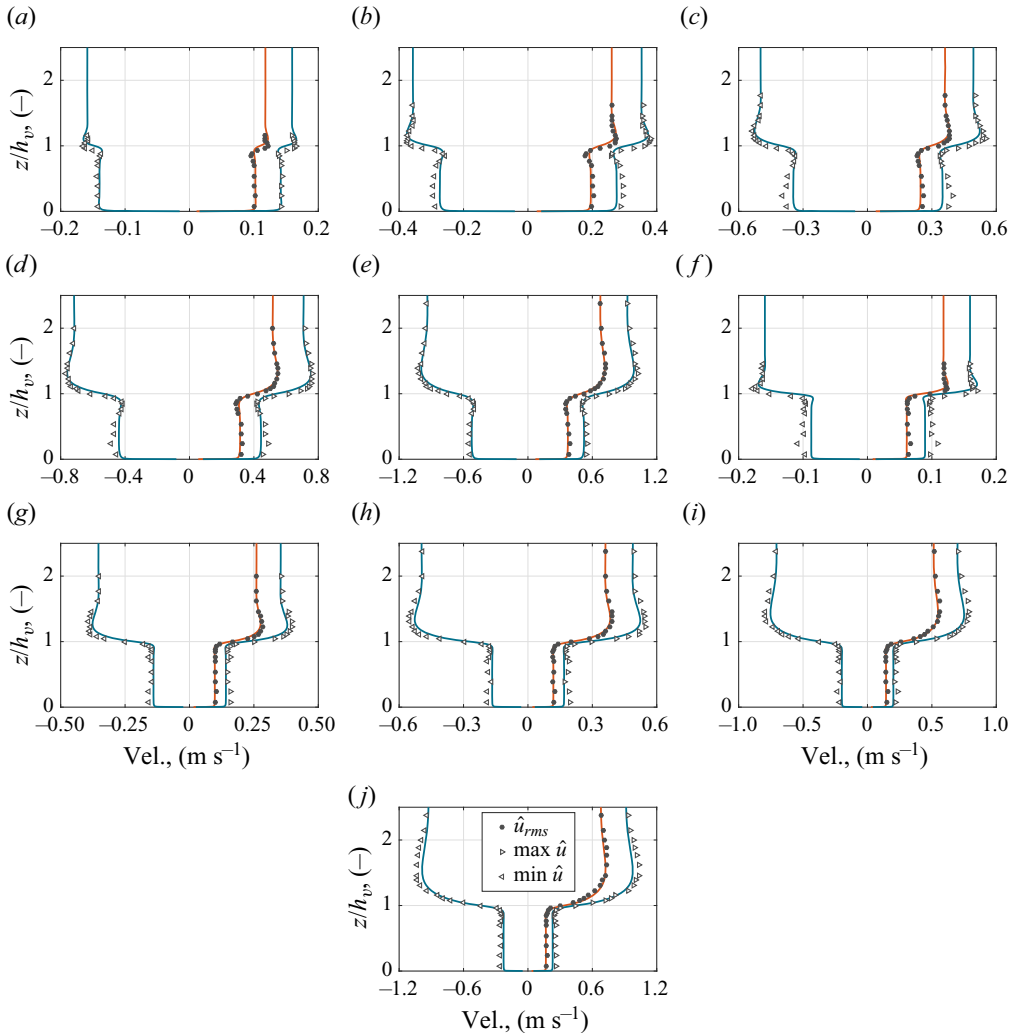 (a) (b) (c)
z/hᵥ, (–)
2
1
0
–0.2 –0.1 0 0.1 0.2
2
1
0
–0.4 –0.2 0 0.2 0.4
2
1
0
–0.6 –0.3 0 0.3 0.6
(d) (e) (f)
z/hᵥ, (–)
2
1
0
–0.8 –0.4 0 0.4 0.8
2
1
0
–1.2 –0.6 0 0.6 1.2
2
1
0
–0.2 –0.1 0 0.1 0.2
(g) (h) (i)
z/hᵥ, (–)
2
1
0
–0.50 –0.25 0 0.25 0.50
Vel., (m s⁻¹)
2
1
0
–0.6 –0.3 0 0.3 0.6
Vel., (m s⁻¹)
2
1
0
–1.0 –0.5 0 0.5 1.0
Vel., (m s⁻¹)
(j)
z/hᵥ, (–)
2
1
0
û_rms
max û
min û
–1.2 –0.6 0 0.6 1.2
Vel., (m s⁻¹)